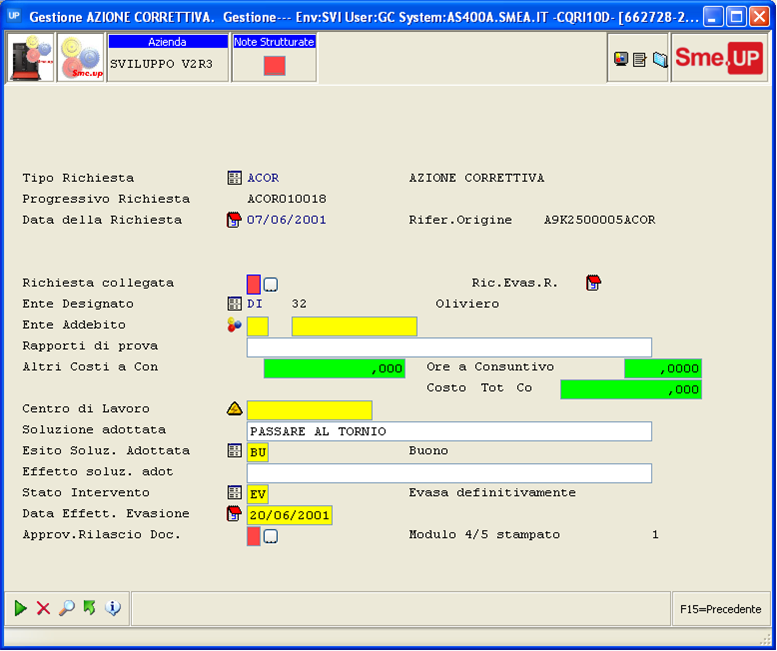 UP Gestione AZIONE CORRETTIVA. Gestione--- Env:SVI User:GC System:AS400A.SMEA.IT -CQRI10D- [662728-2...
Sme.up
Azienda
SVILUPPO V2R3
Note Strutturate
Sme.UP
Tipo Richiesta ACOR AZIONE CORRETTIVA
Progressivo Richiesta ACOR010018
Data della Richiesta 07/06/2001 Rifer.Origine A9K2500005ACOR
Richiesta collegata Ric.Evas.R.
Ente Designato DI 32 Oliviero
Ente Addebito
Rapporti di prova
Altri Costi a Con ,000 Ore a Consuntivo ,0000
Costo Tot Co ,000
Centro di Lavoro
Soluzione adottata PASSARE AL TORNIO
Esito Soluz. Adottata BU Buono
Effetto soluz. adot
Stato Intervento EV Evasa definitivamente
Data Effett. Evasione 20/06/2001
Approv.Rilascio Doc. Modulo 4/5 stampato 1
F15=Precedente